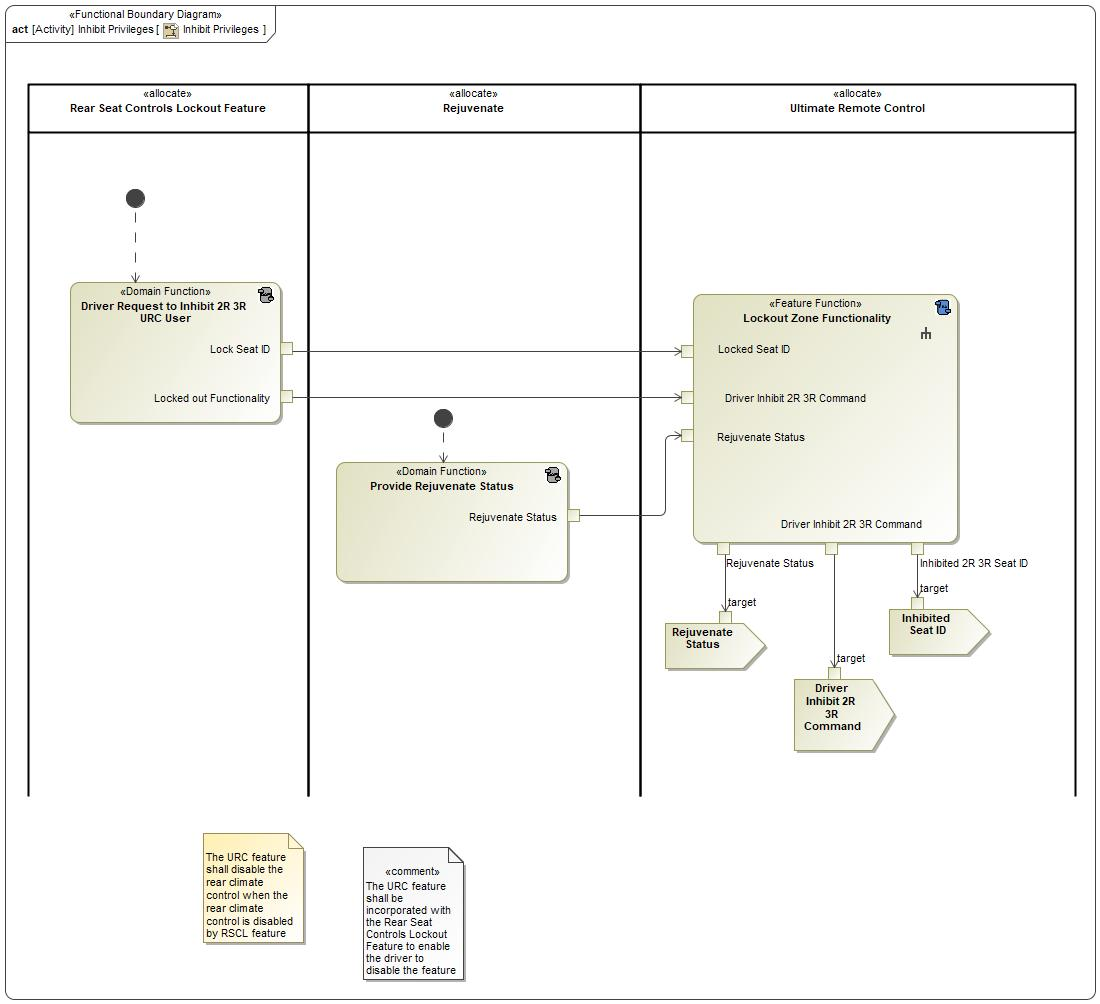 «Functional Boundary Diagram»
act [Activity] Inhibit Privileges [ Inhibit Privileges ]
«allocate»
Rear Seat Controls Lockout Feature
«allocate»
Rejuvenate
«allocate»
Ultimate Remote Control
«Domain Function»
Driver Request to Inhibit 2R 3R
URC User
Lock Seat ID
Locked out Functionality
«Domain Function»
Provide Rejuvenate Status
Rejuvenate Status
«Feature Function»
Lockout Zone Functionality
Locked Seat ID
Driver Inhibit 2R 3R Command
Rejuvenate Status
Driver Inhibit 2R 3R Command
Rejuvenate Status
Inhibited 2R 3R Seat ID
target
Rejuvenate
Status
target
Driver
Inhibit 2R
3R
Command
target
Inhibited
Seat ID
The URC feature
shall disable the
rear climate
control when the
rear climate
control is disabled
by RSCL feature
«comment»
The URC feature
shall be
incorporated with
the Rear Seat
Controls Lockout
Feature to enable
the driver to
disable the feature